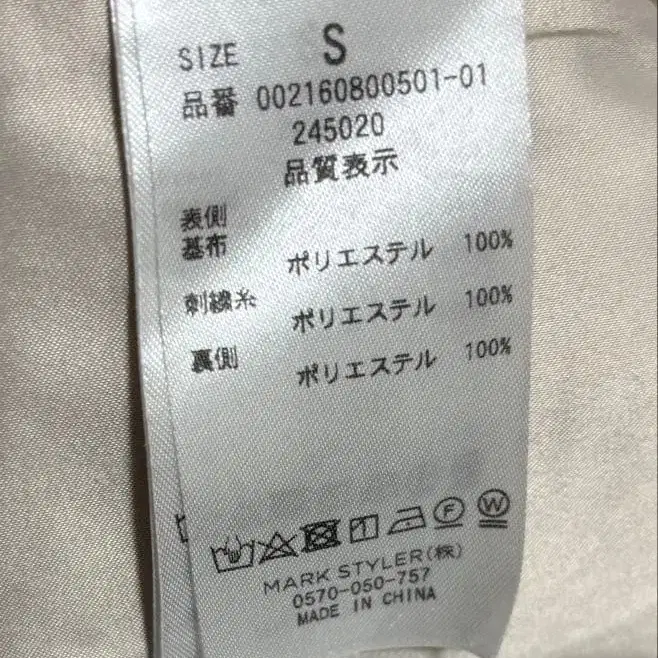 SIZE S
品番 002160800501-01
245020
品質表示
表側
基布 ポリエステル 100%
刺繍糸 ポリエステル 100%
裏側 ポリエステル 100%
F W
MARK STYLER(株)
0570-050-757
MADE IN CHINA